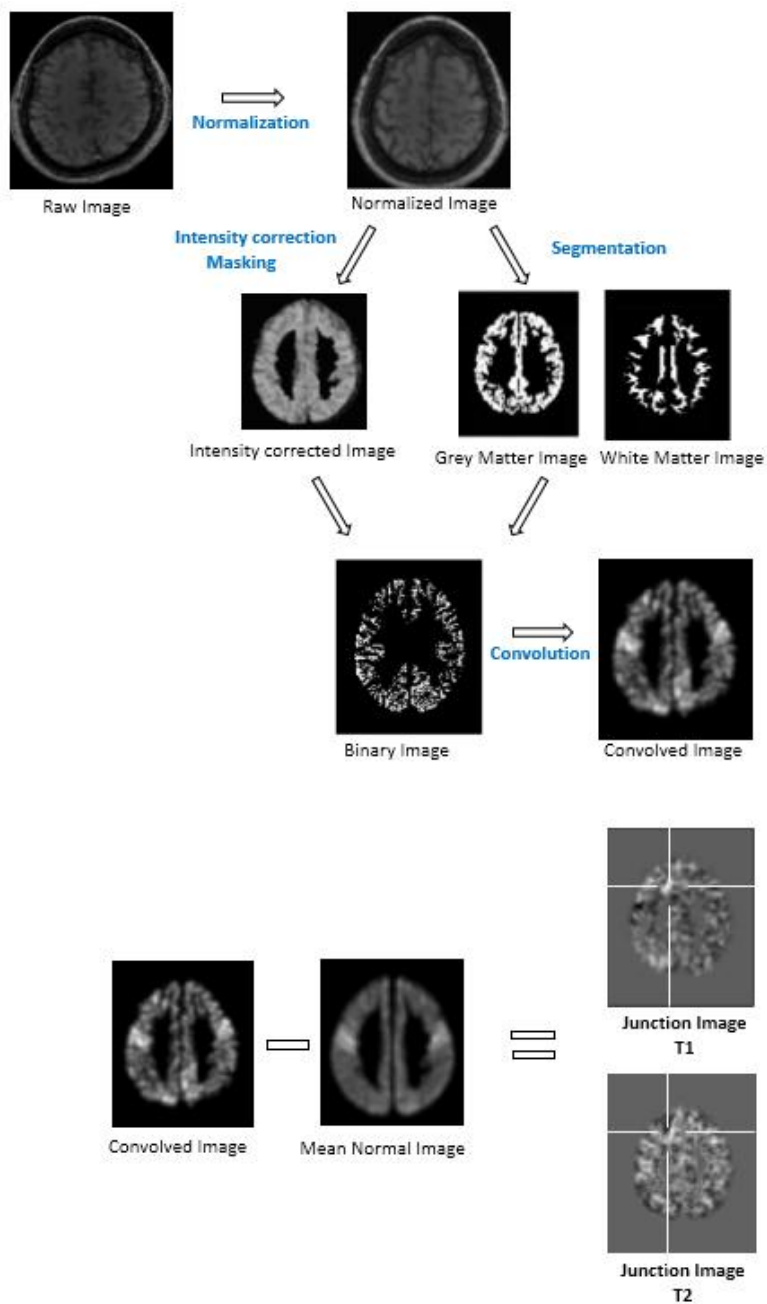 Normalization
Raw Image
Normalized Image
Intensity correction
Masking
Segmentation
Intensity corrected Image
Grey Matter Image
White Matter Image
Convolution
Binary Image
Convolved Image
Junction Image
T1
Convolved Image
Mean Normal Image
Junction Image
T2